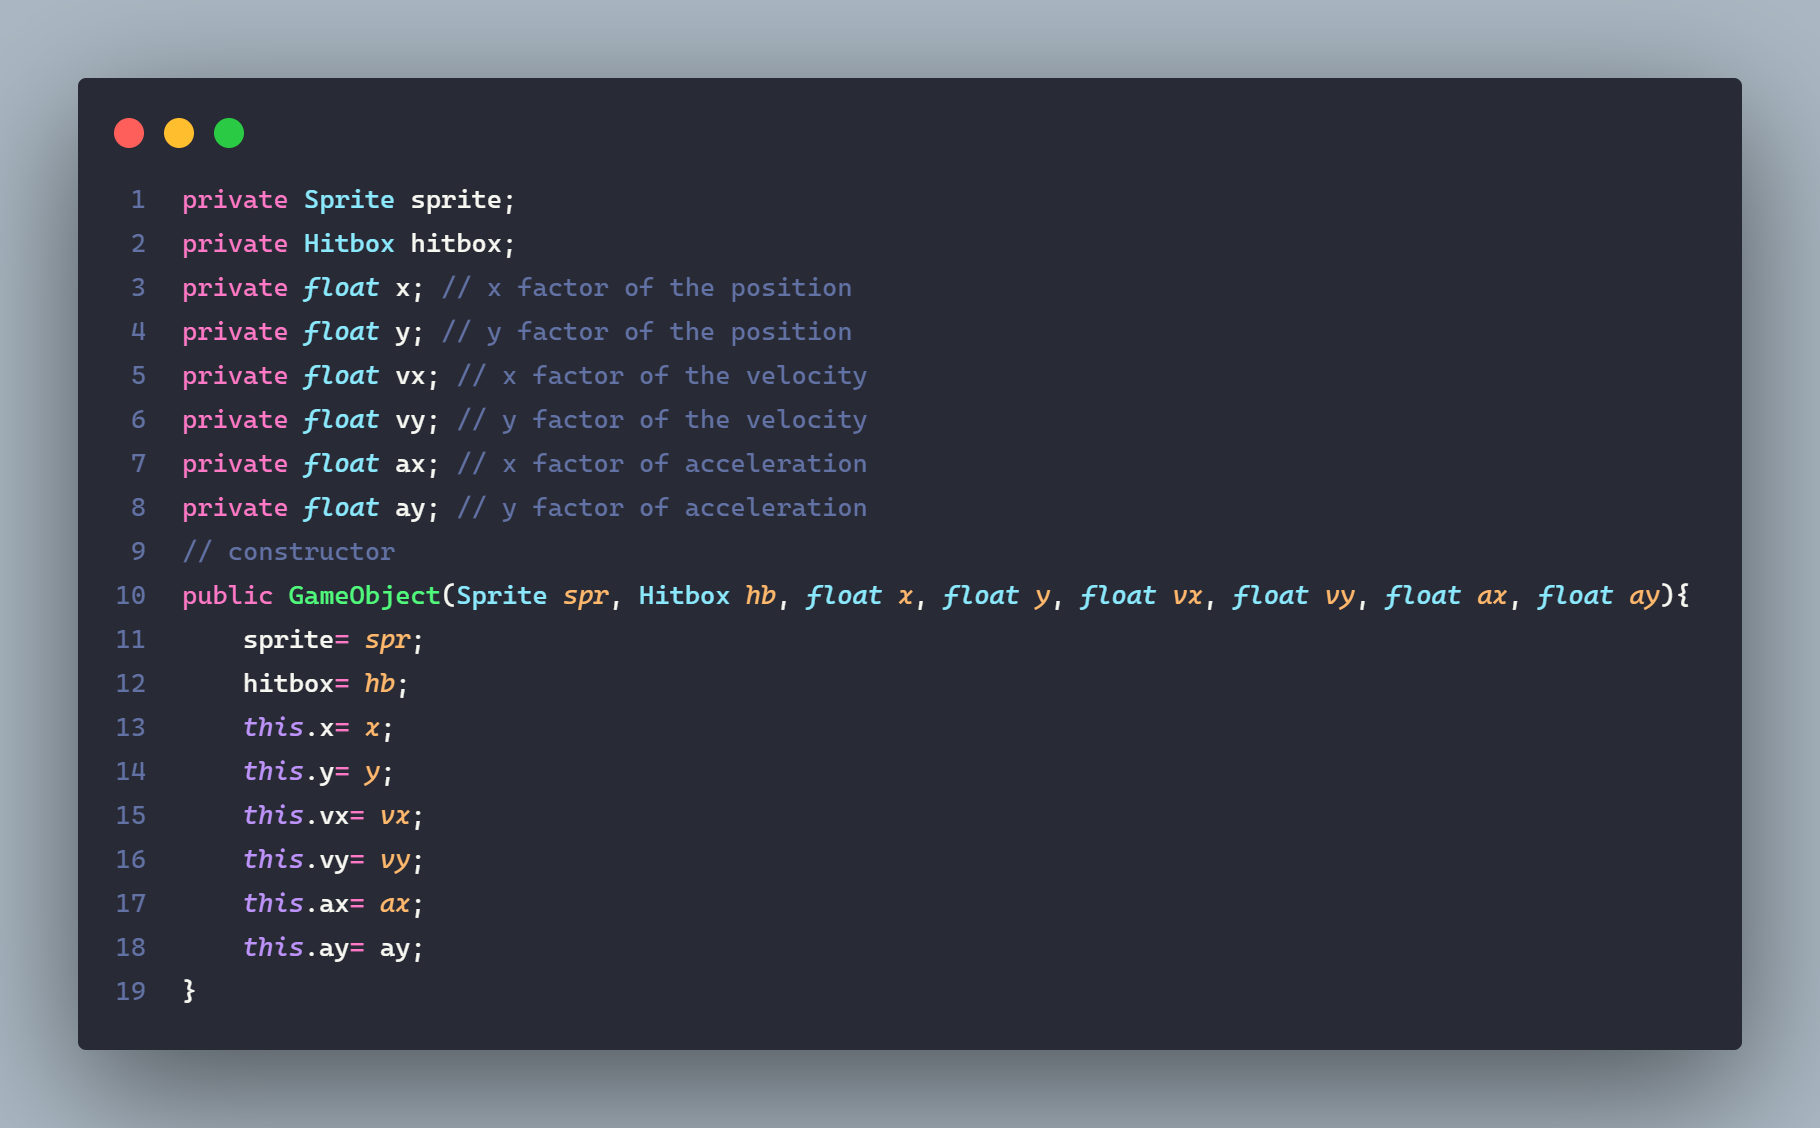 1 private Sprite sprite;
2 private Hitbox hitbox;
3 private float x; // x factor of the position
4 private float y; // y factor of the position
5 private float vx; // x factor of the velocity
6 private float vy; // y factor of the velocity
7 private float ax; // x factor of acceleration
8 private float ay; // y factor of acceleration
9 // constructor
10 public GameObject(Sprite spr, Hitbox hb, float x, float y, float vx, float vy, float ax, float ay){
11     sprite= spr;
12     hitbox= hb;
13     this.x= x;
14     this.y= y;
15     this.vx= vx;
16     this.vy= vy;
17     this.ax= ax;
18     this.ay= ay;
19 }